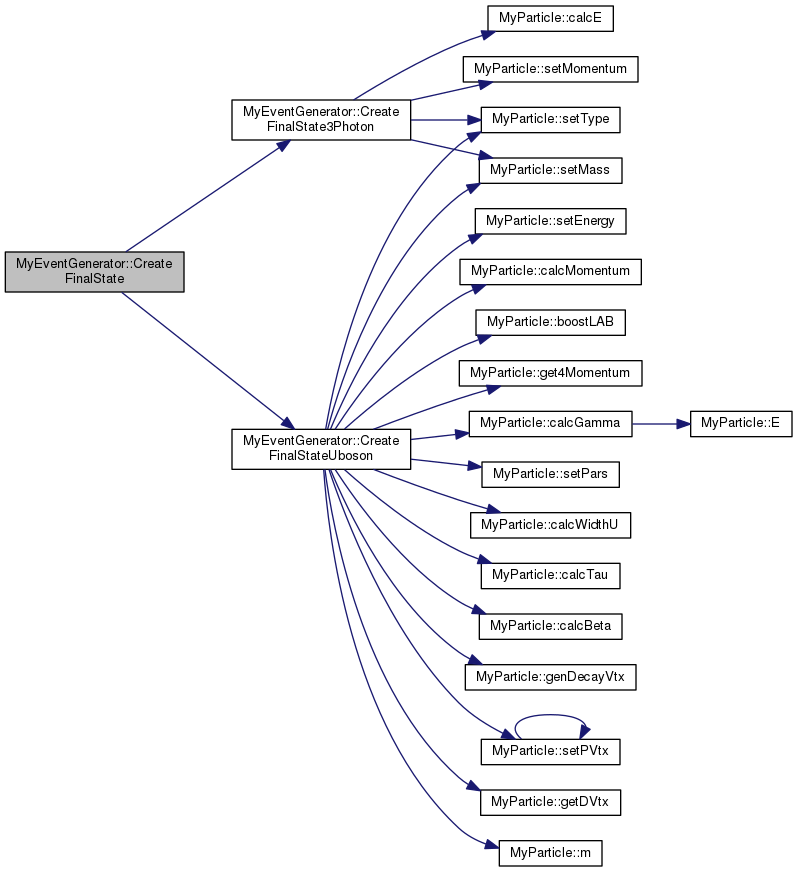 MyParticle::calcE
MyParticle::setMomentum
MyEventGenerator::Create
FinalState3Photon
MyParticle::setType
MyParticle::setMass
MyParticle::setEnergy
MyEventGenerator::Create
FinalState
MyParticle::calcMomentum
MyParticle::boostLAB
MyParticle::get4Momentum
MyParticle::calcGamma
MyParticle::E
MyEventGenerator::Create
FinalStateUboson
MyParticle::setPars
MyParticle::calcWidthU
MyParticle::calcTau
MyParticle::calcBeta
MyParticle::genDecayVtx
MyParticle::setPVtx
MyParticle::getDVtx
MyParticle::m